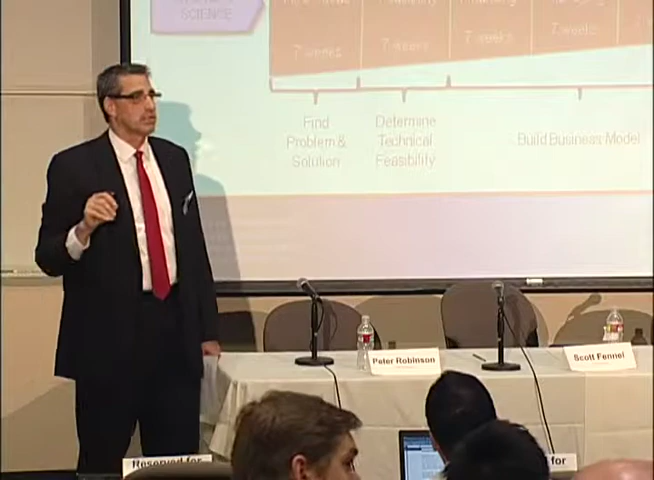 SCIENCE
7 weeks
7 weeks
7 weeks
7 weeks
Find
Problem &
Solution
Determine
Technical
Feasibility
Build Business Model
Peter Robinson
Scott Fennel
Reserved for
for